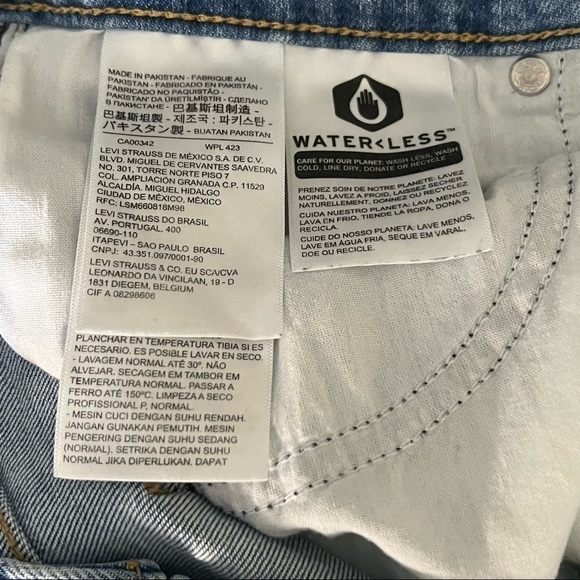 MADE IN PAKISTAN - FABRIQUE AU
PAKISTAN - FABRICADO EN PAKISTÁN -
FABRICADO NO PAQUISTÃO -
PAKISTAN' DA ÜRETİLMİŞTİR - СДЕЛАНО
В ПАКИСТАНЕ - 巴基斯坦制造 -
巴基斯坦製 - 제조국 : 파키스탄 -
パキスタン製 - BUATAN PAKISTAN
CA00342 WPL 423
LEVI STRAUSS DE MÉXICO S.A. DE C.V.
BLVD. MIGUEL DE CERVANTES SAAVEDRA
NO. 301, TORRE NORTE PISO 7
COL. AMPLIACIÓN GRANADA C.P. 11529
ALCALDÍA. MIGUEL HIDALGO
CIUDAD DE MÉXICO, MÉXICO
RFC: LSM660818M98
LEVI STRAUSS DO BRASIL
AV. PORTUGAL, 400
06690-110
ITAPEVI – SAO PAULO BRASIL
CNPJ: 43.351.097/0001-90
LEVI STRAUSS & CO. EU SCA/CVA
LEONARDO DA VINCILAAN, 19 - D
1831 DIEGEM, BELGIUM
CIF A 08298606
PLANCHAR EN TEMPERATURA TIBIA SI ES
NECESARIO. ES POSIBLE LAVAR EN SECO.
- LAVAGEM NORMAL ATÉ 30º. NÃO
ALVEJAR. SECAGEM EM TAMBOR EM
TEMPERATURA NORMAL. PASSAR A
FERRO ATÉ 150ºC. LIMPEZA A SECO
PROFISSIONAL P, NORMAL.
- MESIN CUCI DENGAN SUHU RENDAH.
JANGAN GUNAKAN PEMUTIH. MESIN
PENGERING DENGAN SUHU SEDANG
(NORMAL). SETRIKA DENGAN SUHU
NORMAL JIKA DIPERLUKAN. DAPAT
WATER<LESS™
CARE FOR OUR PLANET: WASH LESS, WASH
COLD, LINE DRY, DONATE OR RECYCLE
PRENEZ SOIN DE NOTRE PLANETE: LAVEZ
MOINS, LAVEZ A FROID, LAISSEZ SECHER
NATURELLEMENT, DONNEZ OU RECYCLEZ
CUIDA NUESTRO PLANETA: LAVA MENOS,
LAVA EN FRIA, TIENDE LA ROPA, DONA O
RECICLA.
CUIDE DO NOSSO PLANETA: LAVE MENOS,
LAVE EM ÁGUA FRIA, SEQUE EM VARAL,
DOE OU RECICLE.